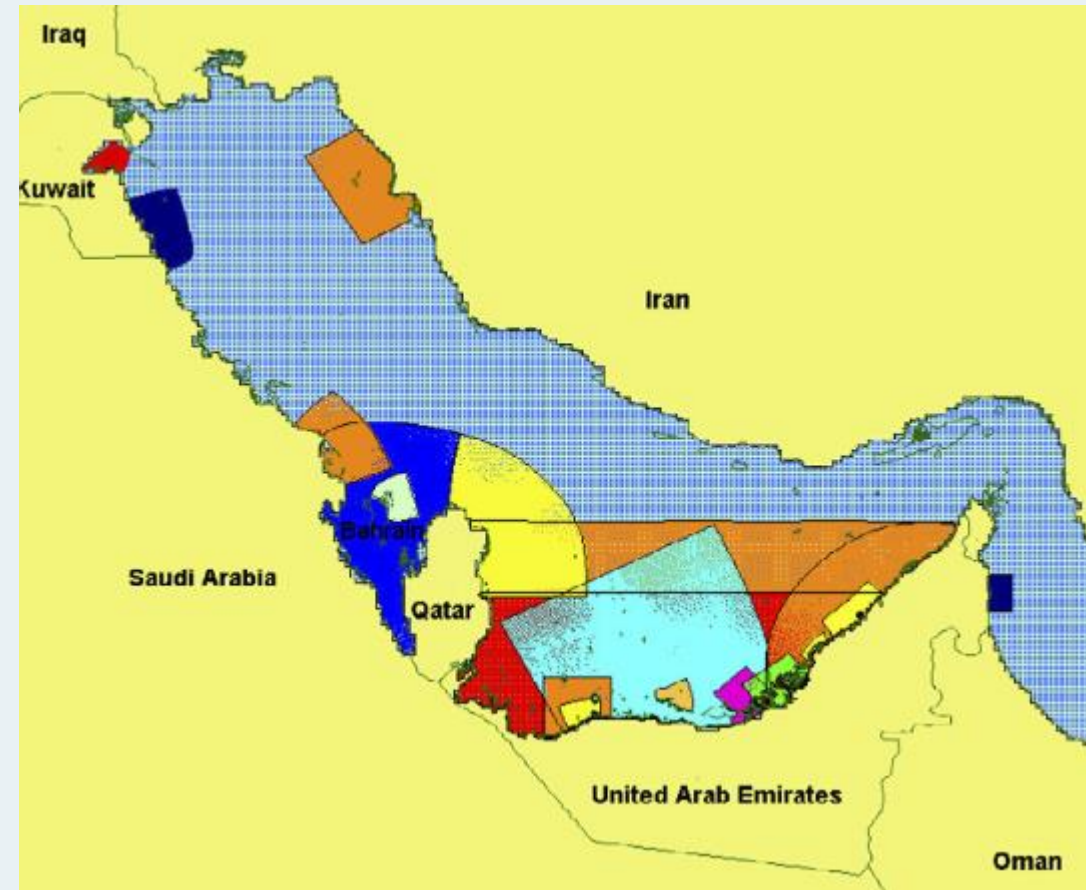 Iraq
Kuwait
Iran
Bahrain
Saudi Arabia
Qatar
United Arab Emirates
Oman